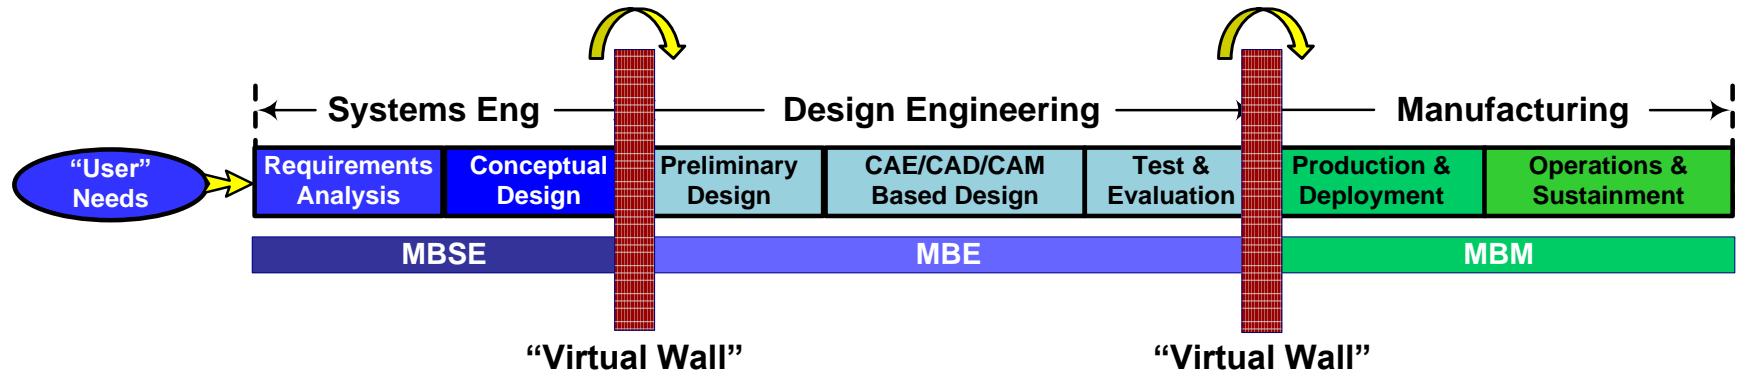 Systems Eng
Design Engineering
Manufacturing
“User”
Needs
Requirements
Analysis
Conceptual
Design
Preliminary
Design
CAE/CAD/CAM
Based Design
Test &
Evaluation
Production &
Deployment
Operations &
Sustainment
MBSE
MBE
MBM
“Virtual Wall”
“Virtual Wall”